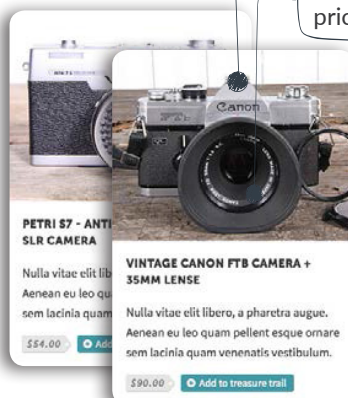 pric
Canon
PETRI S7 - ANTI
SLR CAMERA
Nulla vitae elit lib
Aenean eu leo qu
sem lacinia quam
$54.00
Add
VINTAGE CANON FTB CAMERA +
35MM LENSE
Nulla vitae elit libero, a pharetra augue.
Aenean eu leo quam pellent esque ornare
sem lacinia quam venenatis vestibulum.
$90.00
Add to treasure trail